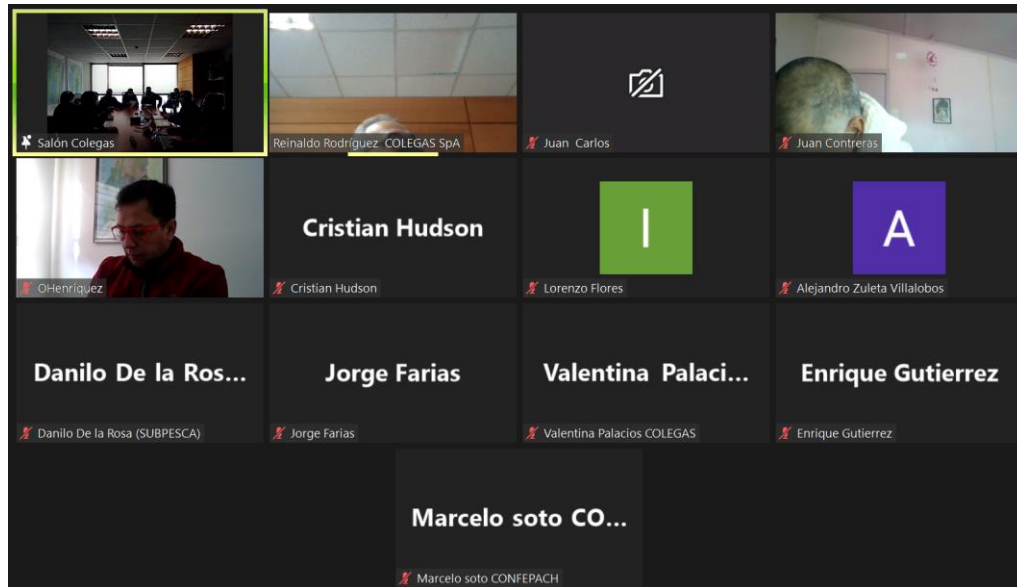 Salón Colegas
Reinaldo Rodríguez COLEGAS SpA
Juan Carlos
Juan Contreras
OHenriquez
Cristian Hudson
Cristian Hudson
I
Lorenzo Flores
A
Alejandro Zuleta Villalobos
Danilo De la Ros...
Danilo De la Rosa (SUBPESCA)
Jorge Farias
Jorge Farias
Valentina Palaci...
Valentina Palacios COLEGAS
Enrique Gutierrez
Enrique Gutierrez
Marcelo soto CO...
Marcelo soto CONFEPACH